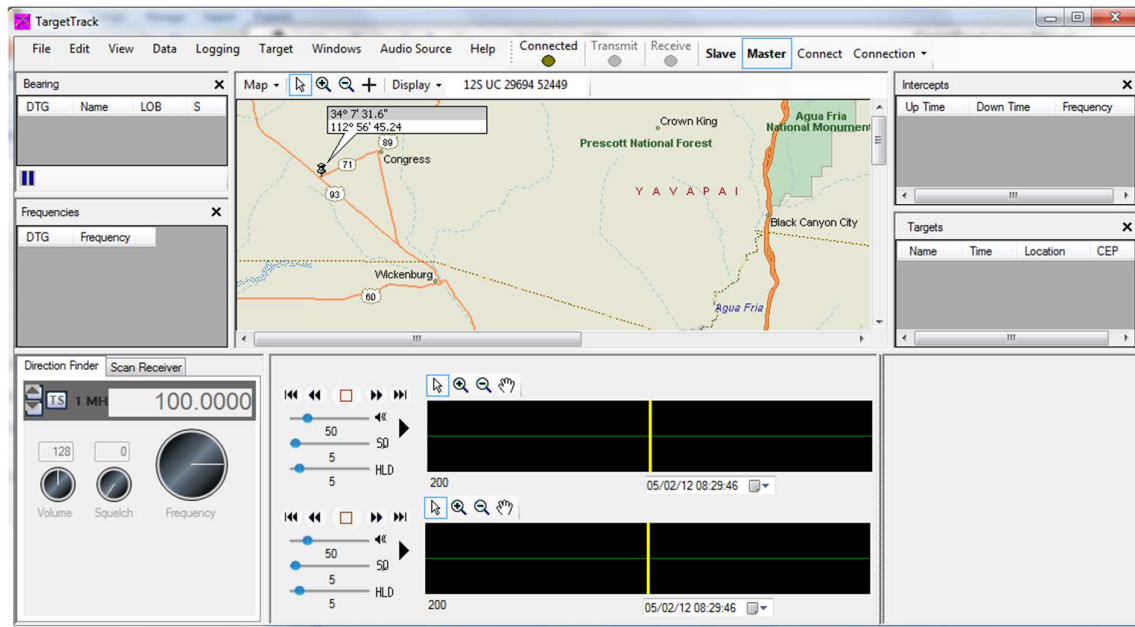 TargetTrack
File Edit View Data Logging Target Windows Audio Source Help Connected Transmit Receive Slave Master Connect Connection
Bearing
DTG Name LOB S
Map Display 12S UC 29694 52449
Intercepts
Up Time Down Time Frequency
34° 7' 31.6"
112° 56' 45.24
Crown King
Agua Fria
National Monument
Prescott National Forest
89
71
Congress
93
YAVAPAI
Frequencies
DTG Frequency
Black Canyon City
Targets
Name Time Location CEP
Wickenburg
60
Agua Fria
Direction Finder Scan Receiver
TS 1 MH 100.0000
128 0
Volume Squelch Frequency
50
SQ
5
HLD
5
200 05/02/12 08:29:46
50
SQ
5
HLD
5
200 05/02/12 08:29:46